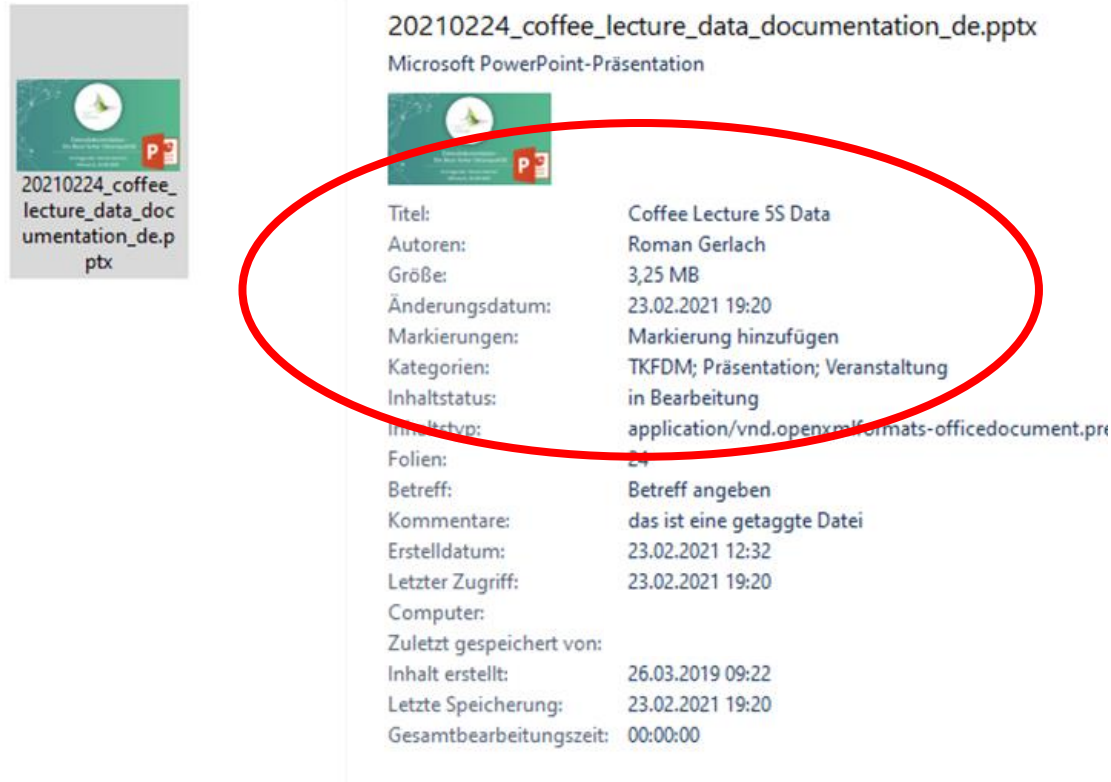 20210224_coffee_
lecture_data_doc
umentation_de.p
ptx
20210224_coffee_lecture_data_documentation_de.pptx
Microsoft PowerPoint-Präsentation
Titel: Coffee Lecture 5S Data
Autoren: Roman Gerlach
Größe: 3,25 MB
Änderungsdatum: 23.02.2021 19:20
Markierungen: Markierung hinzufügen
Kategorien: TKFDM; Präsentation; Veranstaltung
Inhaltstatus: in Bearbeitung
Inhaltstyp: application/vnd.openxmlformats-officedocument.pre
Folien: 24
Betreff: Betreff angeben
Kommentare: das ist eine getaggte Datei
Erstelldatum: 23.02.2021 12:32
Letzter Zugriff: 23.02.2021 19:20
Computer:
Zuletzt gespeichert von:
Inhalt erstellt: 26.03.2019 09:22
Letzte Speicherung: 23.02.2021 19:20
Gesamtbearbeitungszeit: 00:00:00